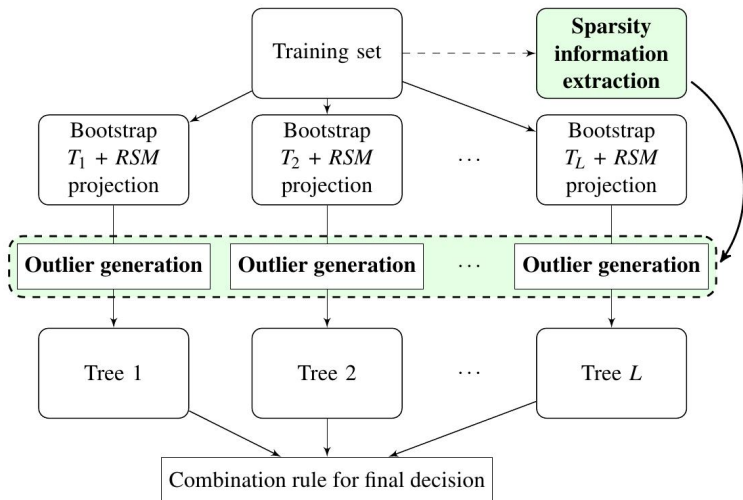 Training set
Sparsity
information
extraction
Bootstrap
T₁ + RSM
projection
Bootstrap
T₂ + RSM
projection
...
Bootstrap
T_L + RSM
projection
Outlier generation
Outlier generation
...
Outlier generation
Tree 1
Tree 2
...
Tree L
Combination rule for final decision